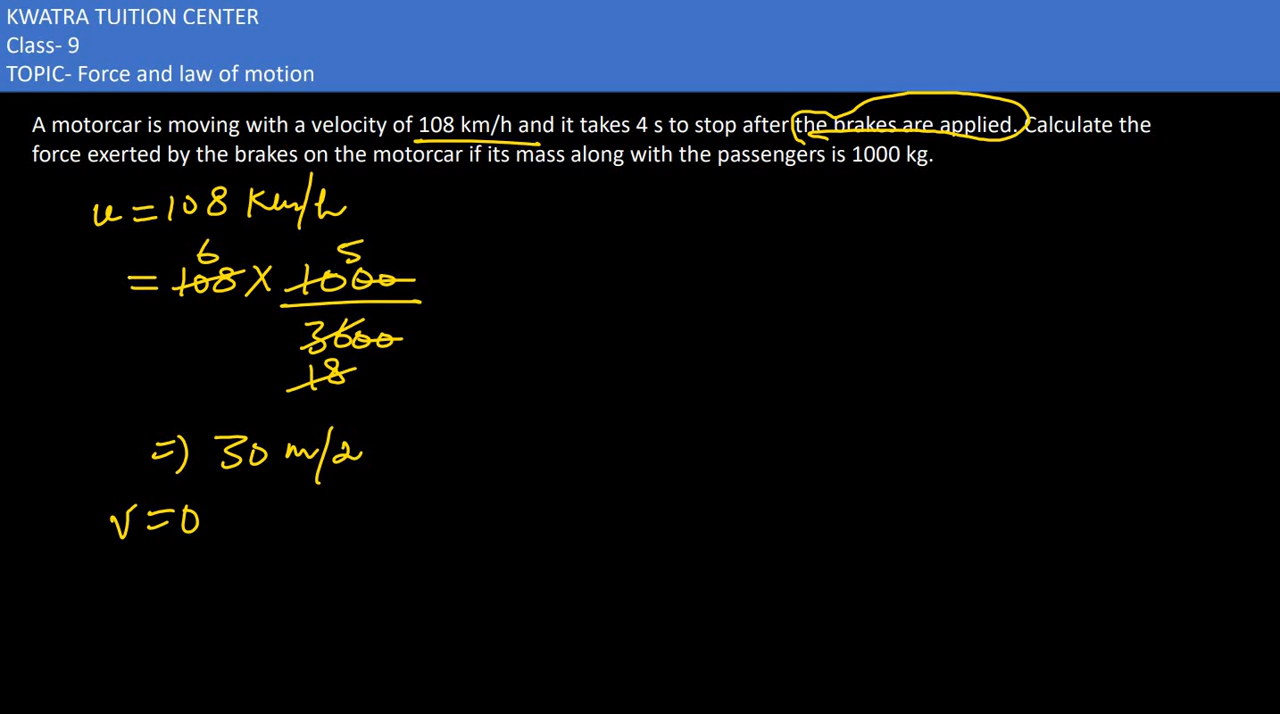 KWATRA TUITION CENTER
Class- 9
TOPIC- Force and law of motion
A motorcar is moving with a velocity of 108 km/h and it takes 4 s to stop after the brakes are applied. Calculate the
force exerted by the brakes on the motorcar if its mass along with the passengers is 1000 kg.
u = 108 Km/h
6 5
= 108 X 1000
3600
18
=) 30 m/s
v = 0